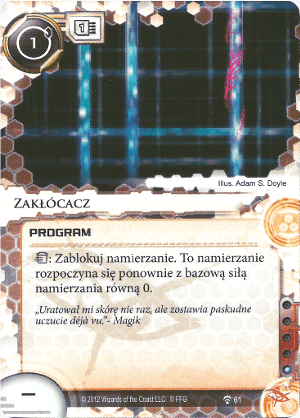 1
1
Illus. Adam S. Doyle
ZAKŁÓCACZ
PROGRAM
: Zablokuj namierzanie. To namierzanie
rozpoczyna się ponownie z bazową siłą
namierzania równą 0.
„Uratował mi skórę nie raz, ale zostawia paskudne
uczucie déjà vu.”- Magik
–
© 2012 Wizards of the Coast LLC. © FFG
61